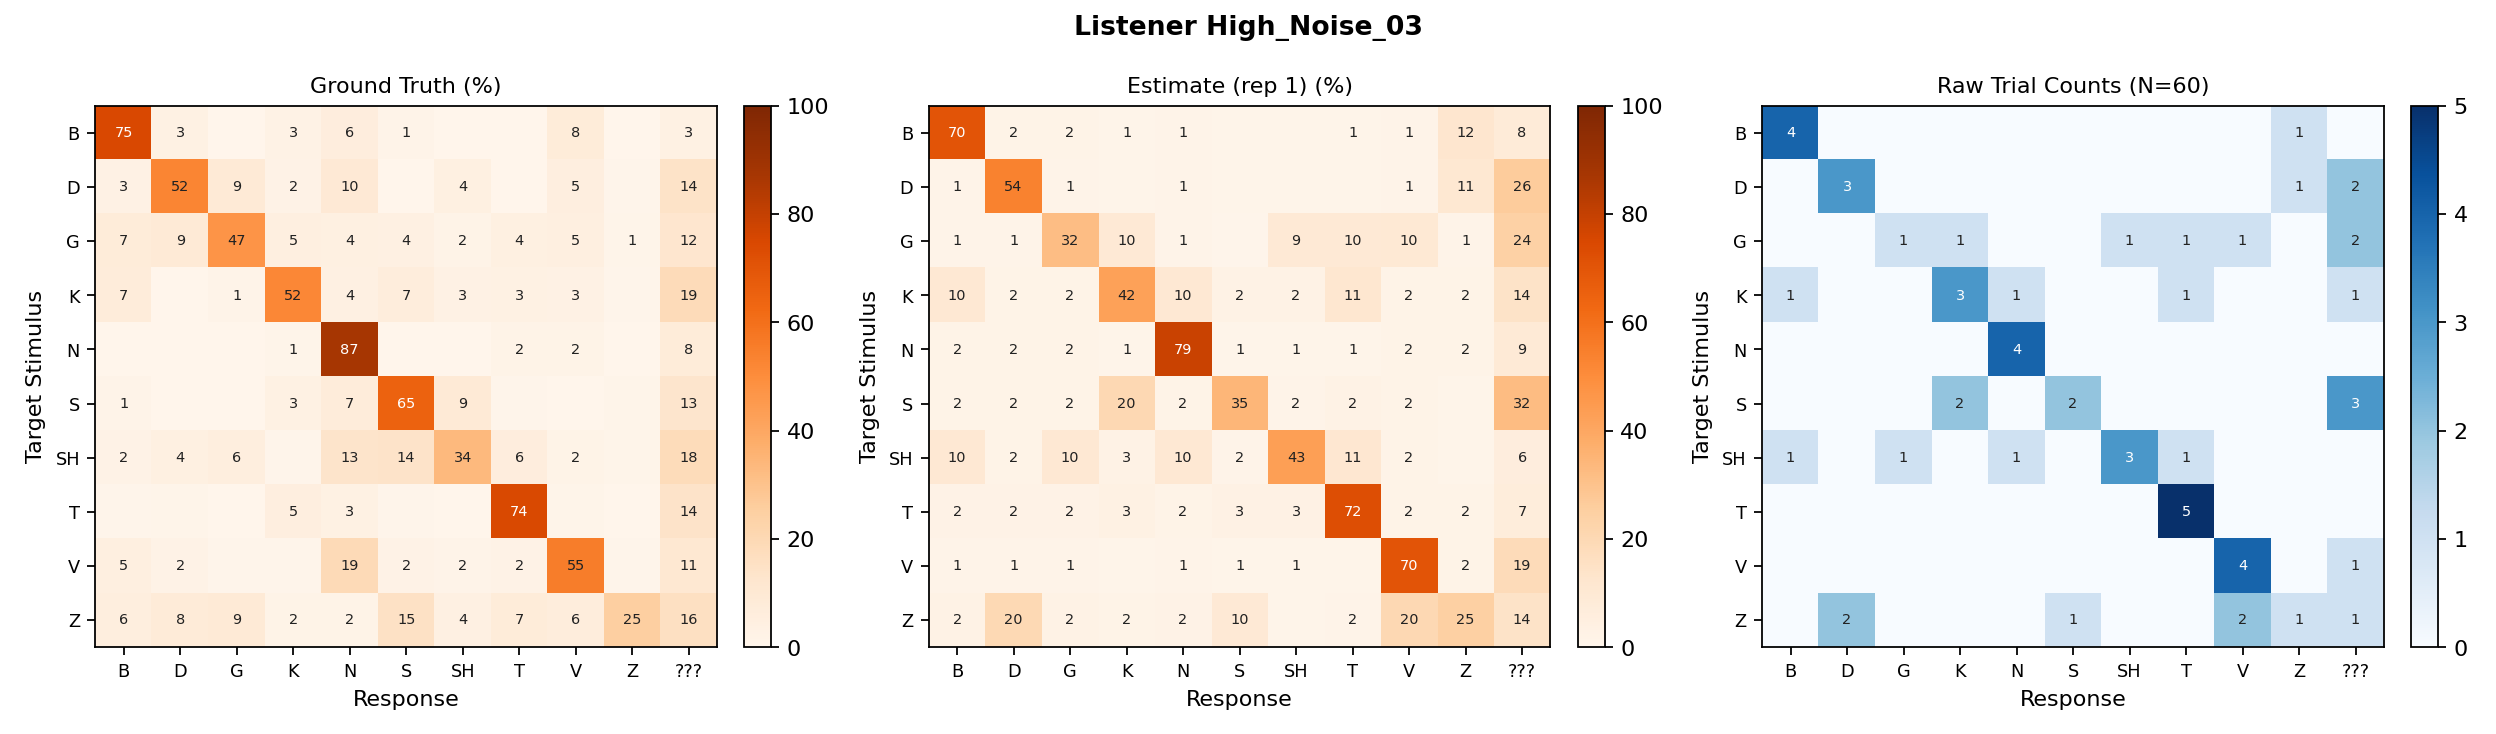 Listener High_Noise_03
Ground Truth (%)
Target Stimulus
B 75 3 3 6 1 8 3
D 3 52 9 2 10 4 5 14
G 7 9 47 5 4 4 2 4 5 1 12
K 7 1 52 4 7 3 3 3 19
N 1 87 2 2 8
S 1 3 7 65 9 13
SH 2 4 6 13 14 34 6 2 18
T 5 3 74 14
V 5 2 19 2 2 2 55 11
Z 6 8 9 2 2 15 4 7 6 25 16
B D G K N S SH T V Z ???
Response
100
80
60
40
20
0
Estimate (rep 1) (%)
Target Stimulus
B 70 2 2 1 1 1 1 12 8
D 1 54 1 1 1 11 26
G 1 1 32 10 1 9 10 10 1 24
K 10 2 2 42 10 2 2 11 2 2 14
N 2 2 2 1 79 1 1 1 2 2 9
S 2 2 2 20 2 35 2 2 2 32
SH 10 2 10 3 10 2 43 11 2 6
T 2 2 2 3 2 3 3 72 2 2 7
V 1 1 1 1 1 1 70 2 19
Z 2 20 2 2 2 10 2 20 25 14
B D G K N S SH T V Z ???
Response
100
80
60
40
20
0
Raw Trial Counts (N=60)
Target Stimulus
B 4 1
D 3 1 2
G 1 1 1 1 1 2
K 1 3 1 1 1
N 4
S 2 2 3
SH 1 1 1 3 1
T 5
V 4 1
Z 2 1 2 1 1
B D G K N S SH T V Z ???
Response
5
4
3
2
1
0